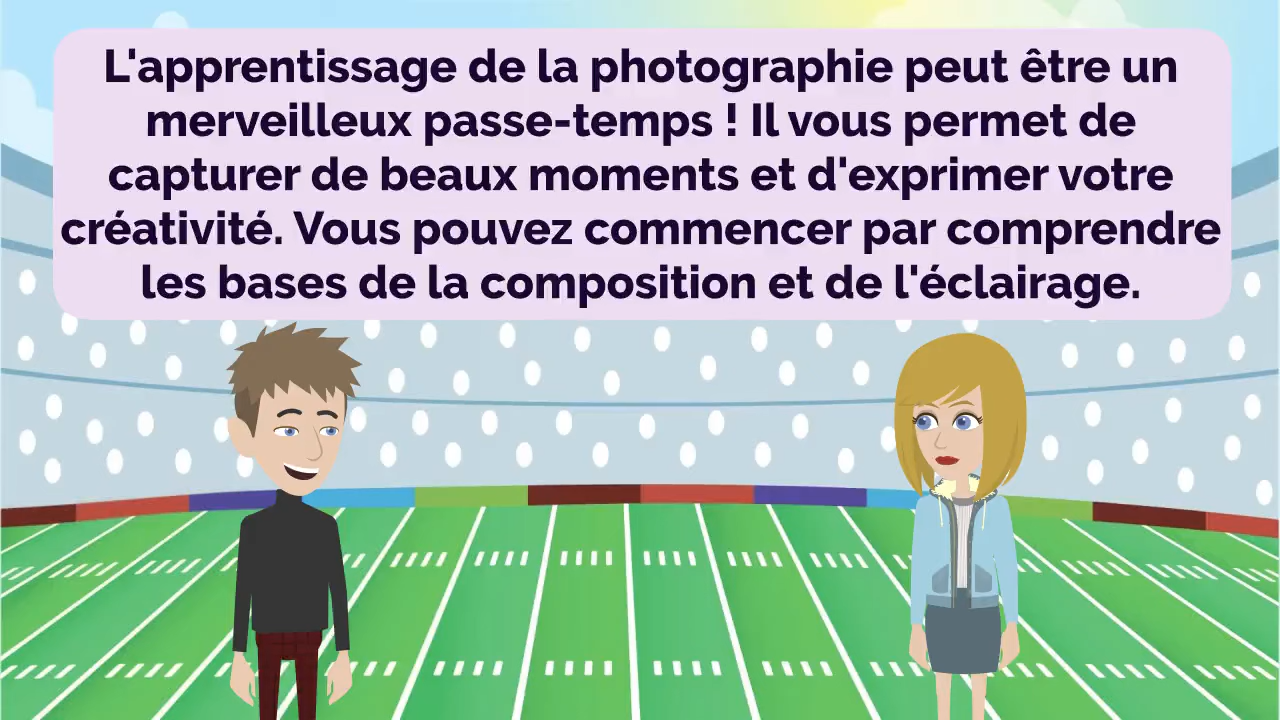 L'apprentissage de la photographie peut être un
merveilleux passe-temps ! Il vous permet de
capturer de beaux moments et d'exprimer votre
créativité. Vous pouvez commencer par comprendre
les bases de la composition et de l'éclairage.